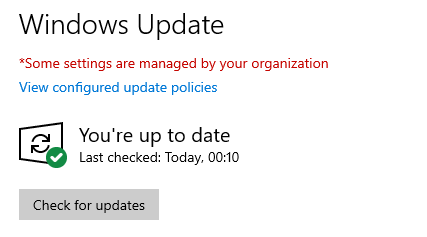 Windows Update
*Some settings are managed by your organization
View configured update policies
You're up to date
Last checked: Today, 00:10
Check for updates